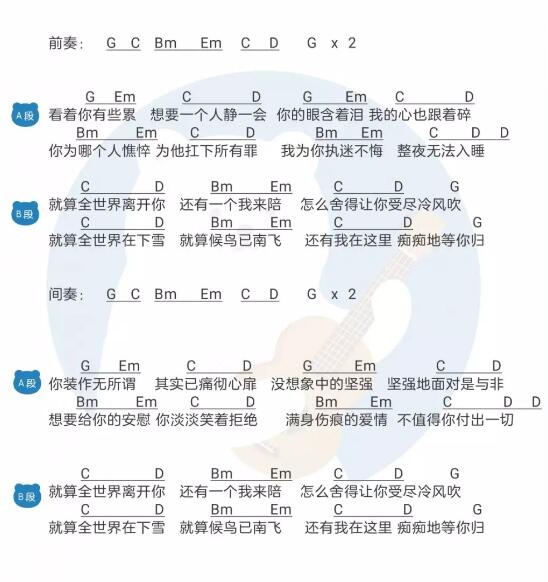 前奏： G C Bm Em C D G x 2
G Em C D G Em C D
A段 看着你有些累 想要一个人静一会 你的眼含着泪 我的心也跟着碎
Bm Em C D Bm Em C D D
你为哪个人憔悴 为他扛下所有罪 我为你执迷不悔 整夜无法入睡
C D Bm Em C D G
B段 就算全世界离开你 还有一个我来陪 怎么舍得让你受尽冷风吹
C D Bm Em C D G
就算全世界在下雪 就算候鸟已南飞 还有我在这里 痴痴地等你归
间奏： G C Bm Em C D G x 2
G Em C D G Em C D
A段 你装作无所谓 其实已痛彻心扉 没想象中的坚强 坚强地面对是与非
Bm Em C D Bm Em C D D
想要给你的安慰 你淡淡笑着拒绝 满身伤痕的爱情 不值得你付出一切
C D Bm Em C D G
B段 就算全世界离开你 还有一个我来陪 怎么舍得让你受尽冷风吹
C D Bm Em C D G
就算全世界在下雪 就算候鸟已南飞 还有我在这里 痴痴地等你归